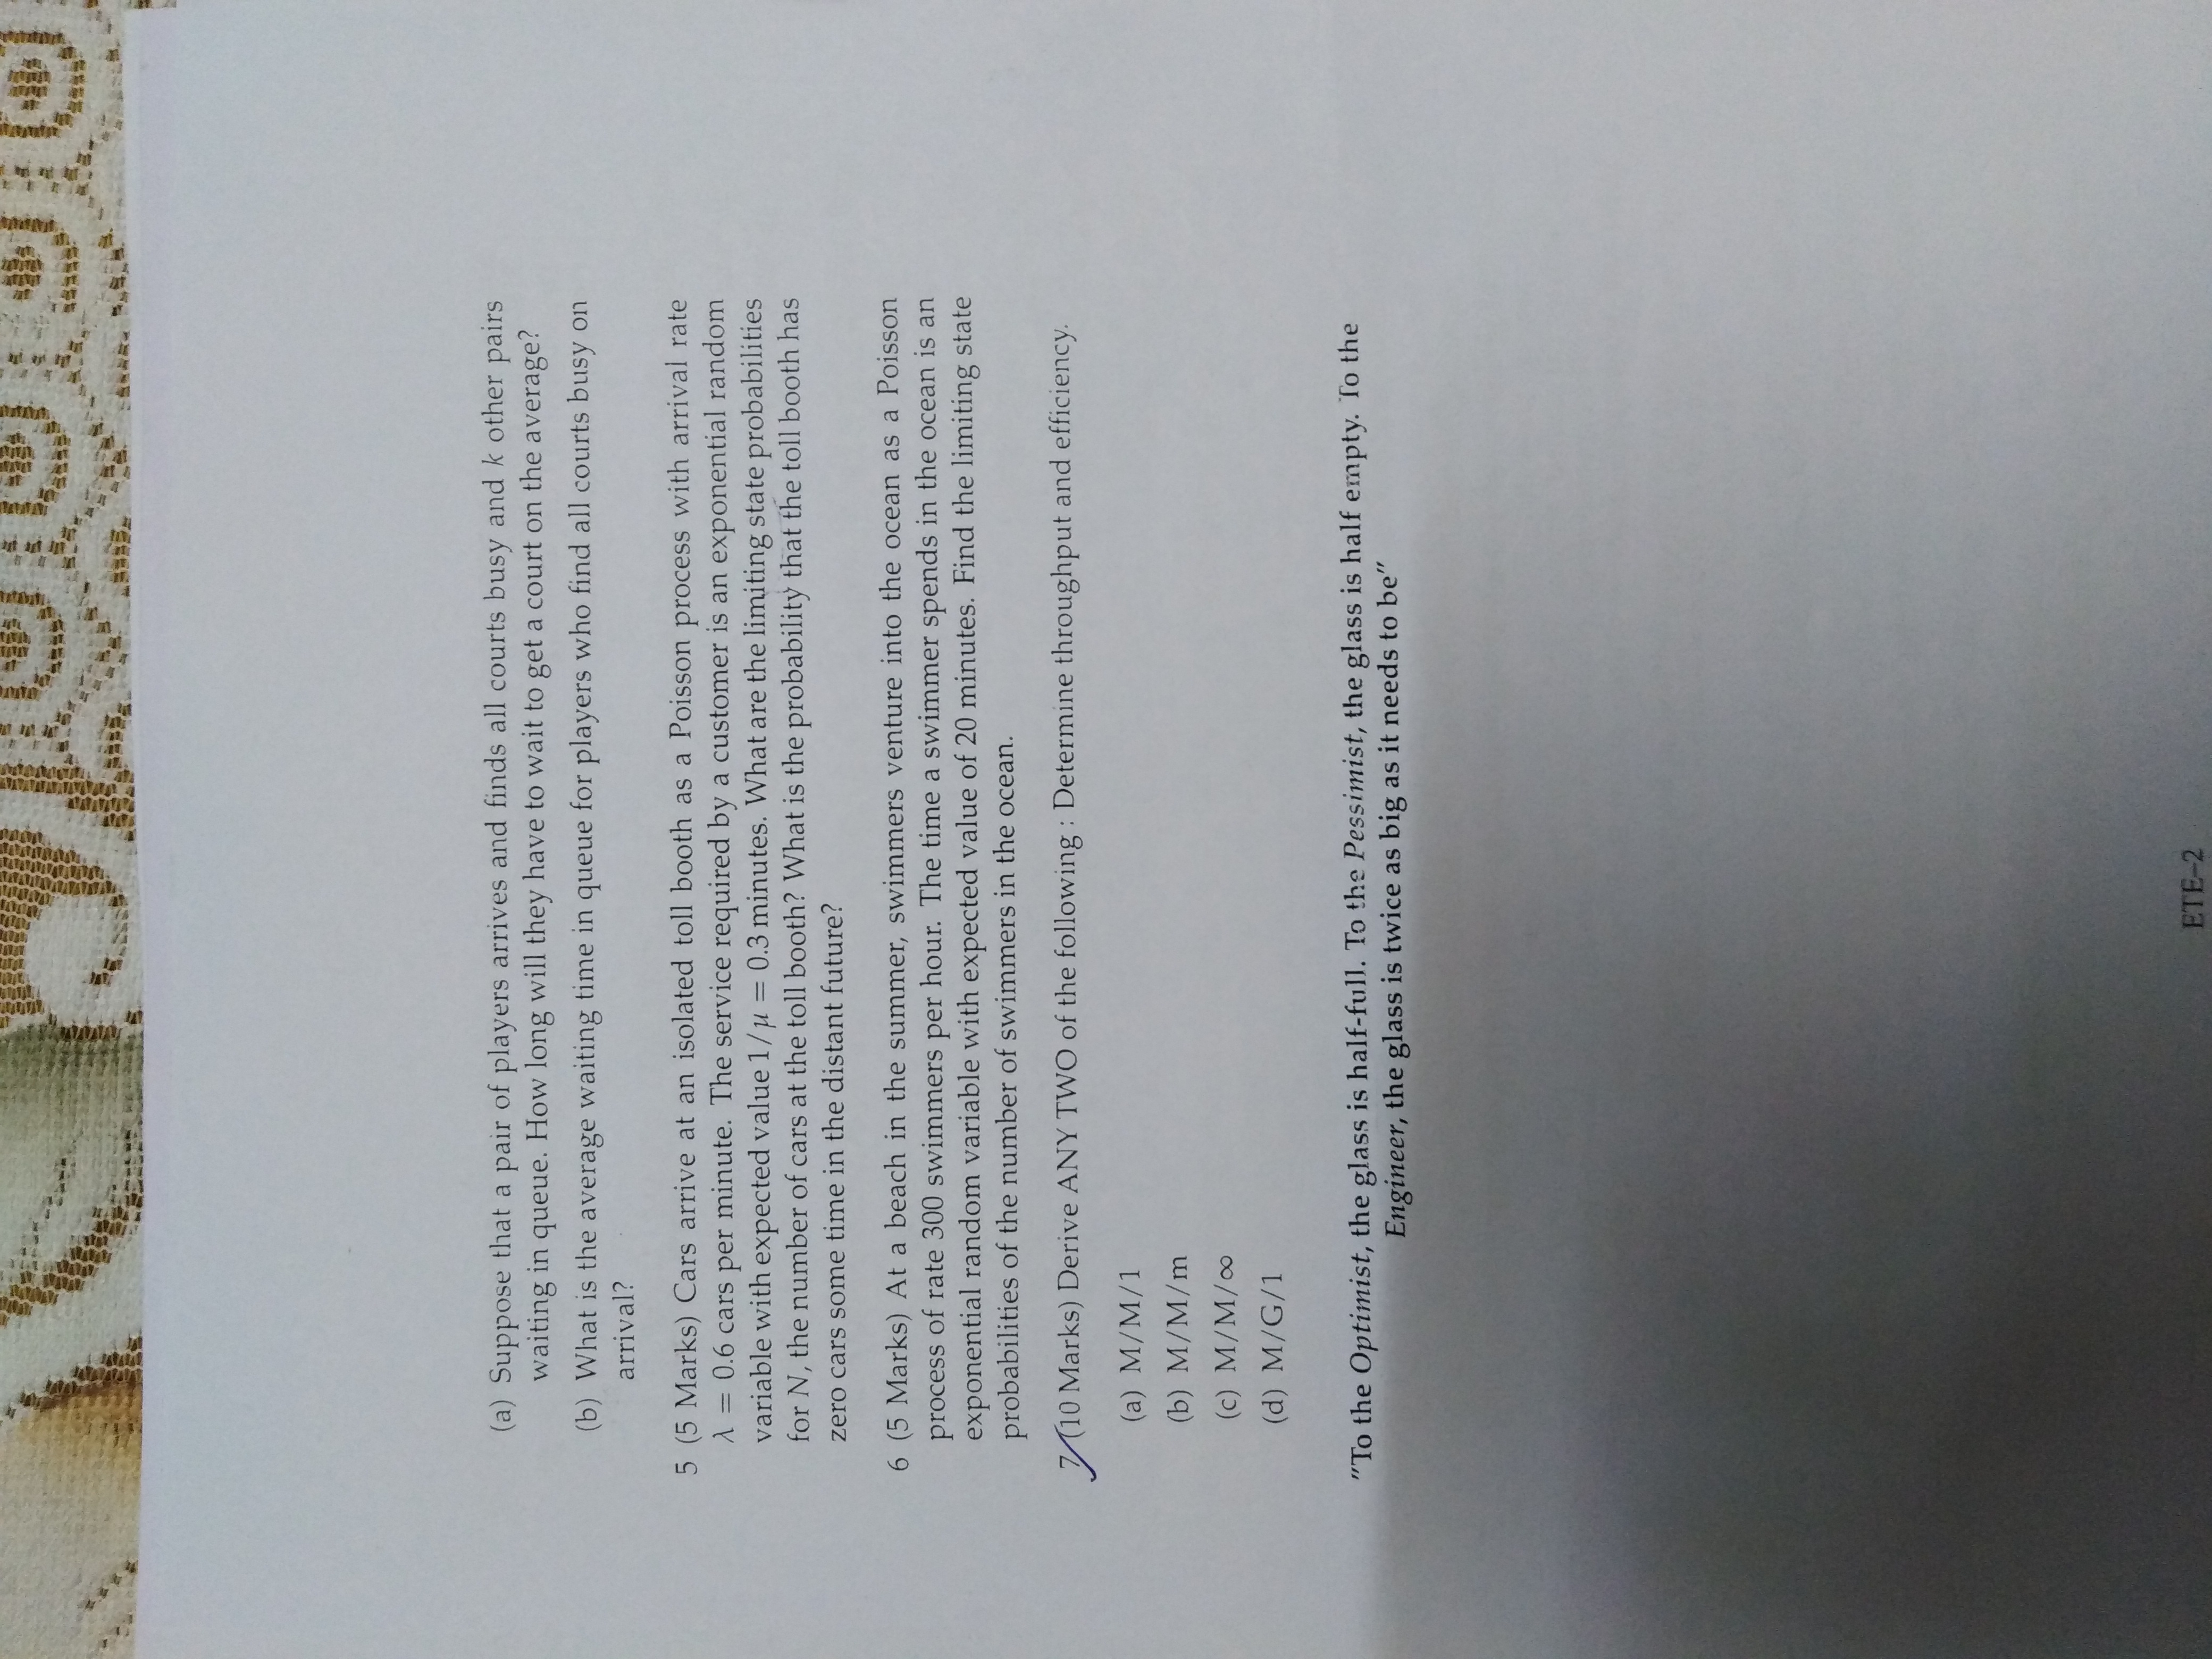 (a) Suppose that a pair of players arrives and finds all courts busy and k other pairs
waiting in queue. How long will they have to wait to get a court on the average?
(b) What is the average waiting time in queue for players who find all courts busy on
arrival?
5 (5 Marks) Cars arrive at an isolated toll booth as a Poisson process with arrival rate
λ = 0.6 cars per minute. The service required by a customer is an exponential random
variable with expected value 1/μ = 0.3 minutes. What are the limiting state probabilities
for N, the number of cars at the toll booth? What is the probability that the toll booth has
zero cars some time in the distant future?
6 (5 Marks) At a beach in the summer, swimmers venture into the ocean as a Poisson
process of rate 300 swimmers per hour. The time a swimmer spends in the ocean is an
exponential random variable with expected value of 20 minutes. Find the limiting state
probabilities of the number of swimmers in the ocean.
7 (10 Marks) Derive ANY TWO of the following : Determine throughput and efficiency.
(a) M/M/1
(b) M/M/m
(c) M/M/∞
(d) M/G/1
"To the Optimist, the glass is half-full. To the Pessimist, the glass is half empty. To the
Engineer, the glass is twice as big as it needs to be"
ETE–2